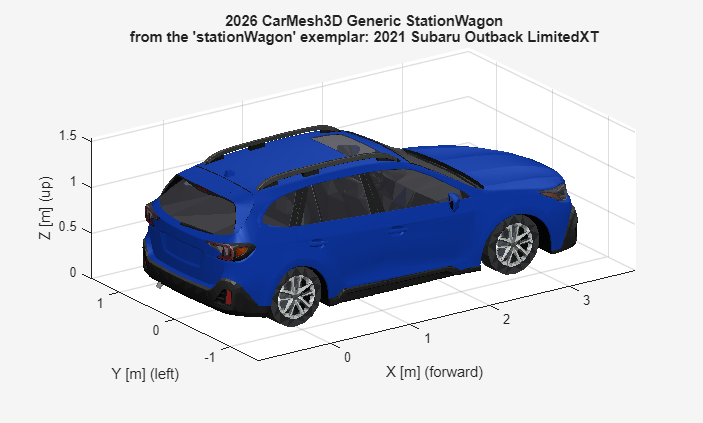 2026 CarMesh3D Generic StationWagon
from the 'stationWagon' exemplar: 2021 Subaru Outback LimitedXT
1.5
1
0.5
0
Z [m] (up)
1
0
-1
Y [m] (left)
0
1
2
3
X [m] (forward)